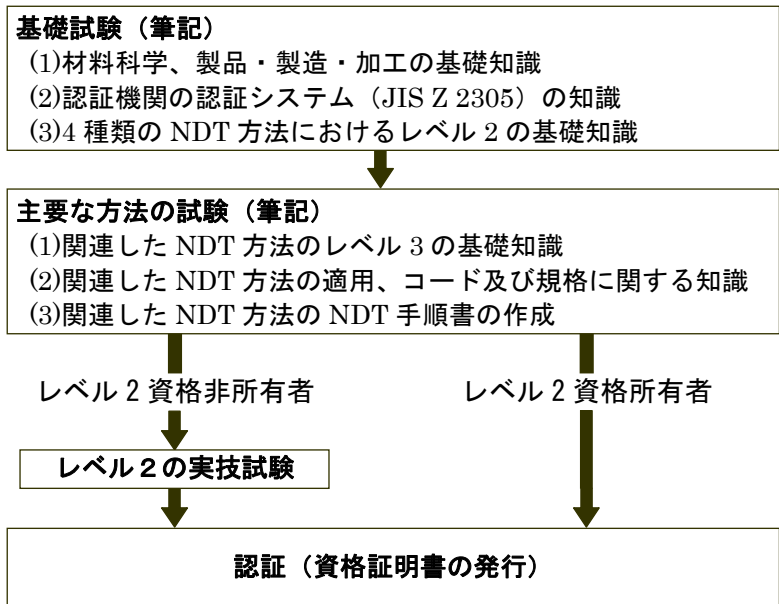 基礎試験（筆記）
(1)材料科学、製品・製造・加工の基礎知識
(2)認証機関の認証システム（JIS Z 2305）の知識
(3)4 種類の NDT 方法におけるレベル 2 の基礎知識
主要な方法の試験（筆記）
(1)関連した NDT 方法のレベル 3 の基礎知識
(2)関連した NDT 方法の適用、コード及び規格に関する知識
(3)関連した NDT 方法の NDT 手順書の作成
レベル 2 資格非所有者
レベル 2 資格所有者
レベル２の実技試験
認証（資格証明書の発行）